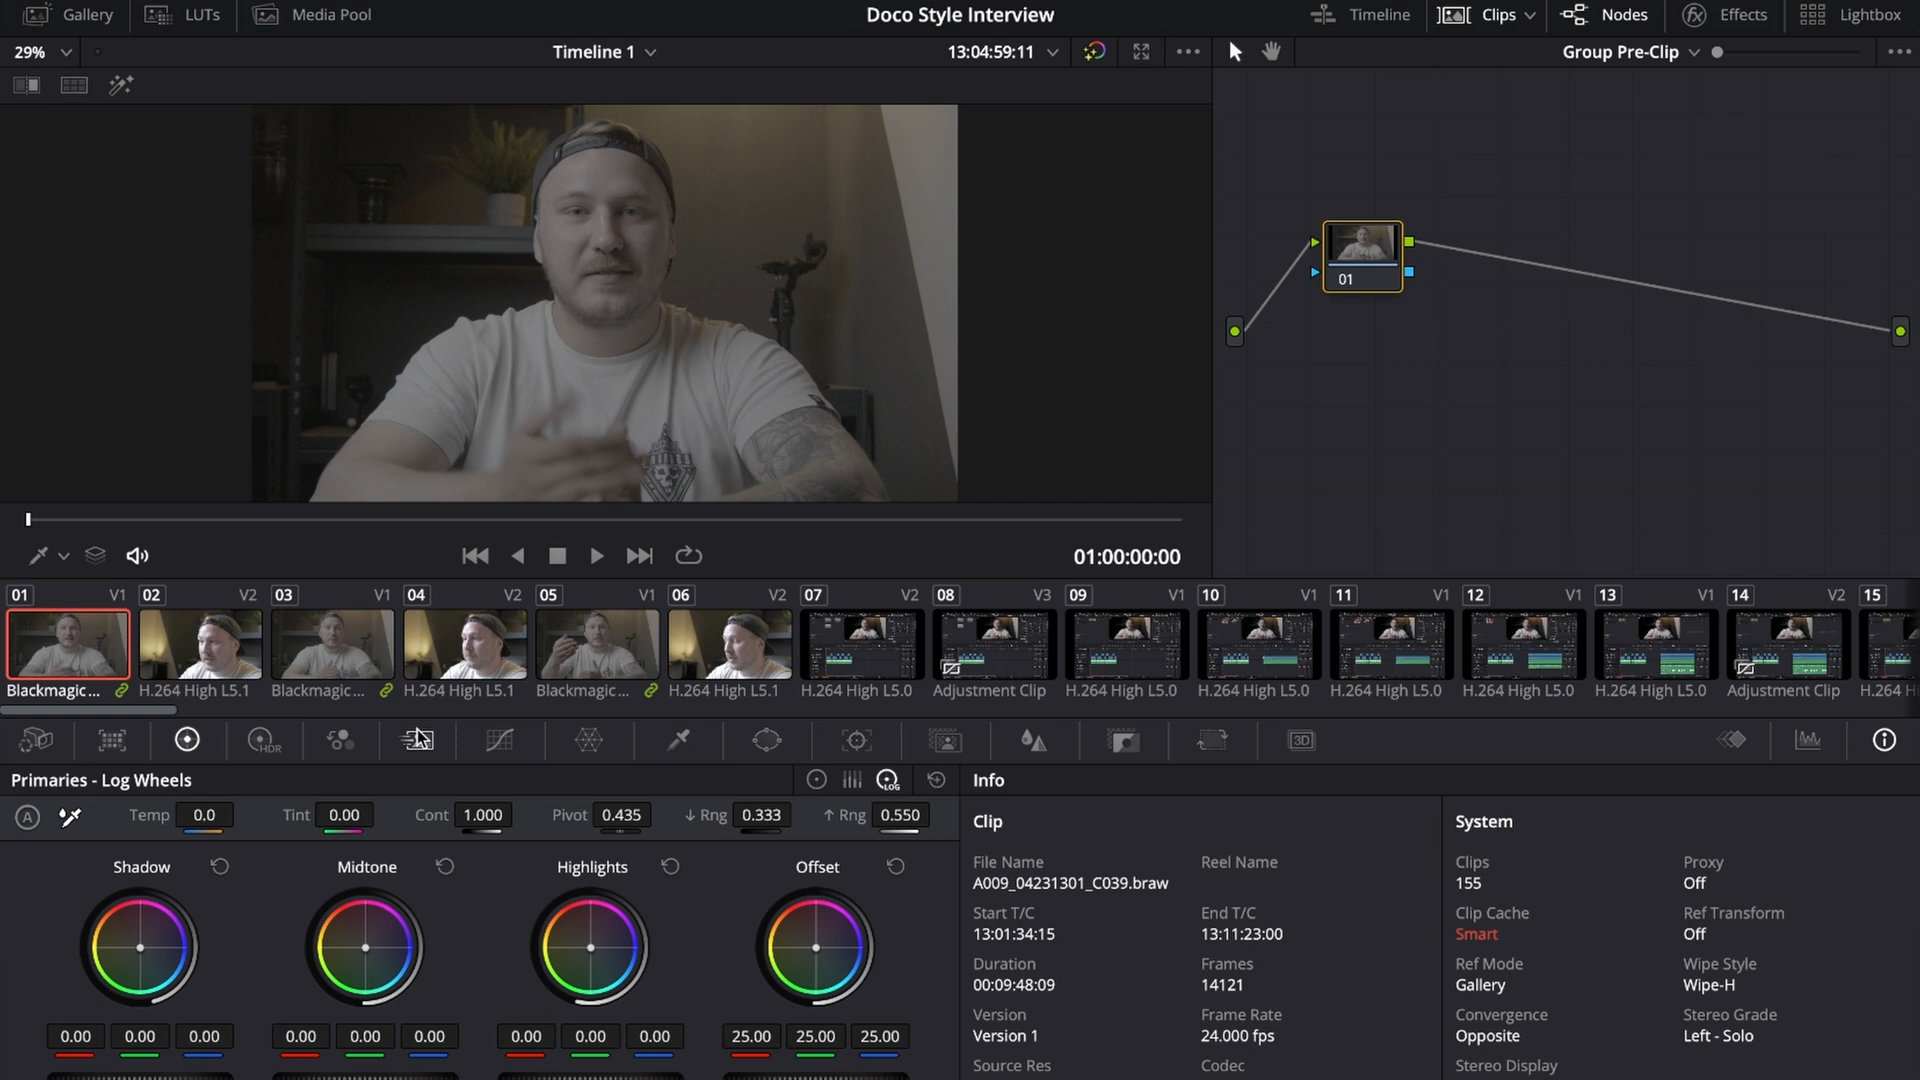 Gallery LUTs Media Pool Doco Style Interview Timeline Clips Nodes Effects Lightbox
29% Timeline 1 13:04:59:11 Group Pre-Clip
01
01:00:00:00
01 V1 02 V2 03 V1 04 V2 05 V1 06 V2 07 V2 08 V3 09 V1 10 V1 11 V1 12 V1 13 V1 14 V2 15
Blackmagic... H.264 High L5.1 Blackmagic... H.264 High L5.1 Blackmagic... H.264 High L5.1 H.264 High L5.0 Adjustment Clip H.264 High L5.0 H.264 High L5.0 H.264 High L5.0 H.264 High L5.0 H.264 High L5.0 Adjustment Clip H.264 H
HDR 3D
Primaries - Log Wheels LOG Info
A Temp 0.0 Tint 0.00 Cont 1.000 Pivot 0.435 ↓ Rng 0.333 ↑ Rng 0.550
Clip System
Shadow Midtone Highlights Offset
File Name Reel Name Clips Proxy
A009_04231301_C039.braw 155 Off
Start T/C End T/C Clip Cache Ref Transform
13:01:34:15 13:11:23:00 Smart Off
Duration Frames Ref Mode Wipe Style
00:09:48:09 14121 Gallery Wipe-H
Version Frame Rate Convergence Stereo Grade
0.00 0.00 0.00 0.00 0.00 0.00 0.00 0.00 0.00 25.00 25.00 25.00 Version 1 24.000 fps Opposite Left - Solo
Source Res Codec Stereo Display